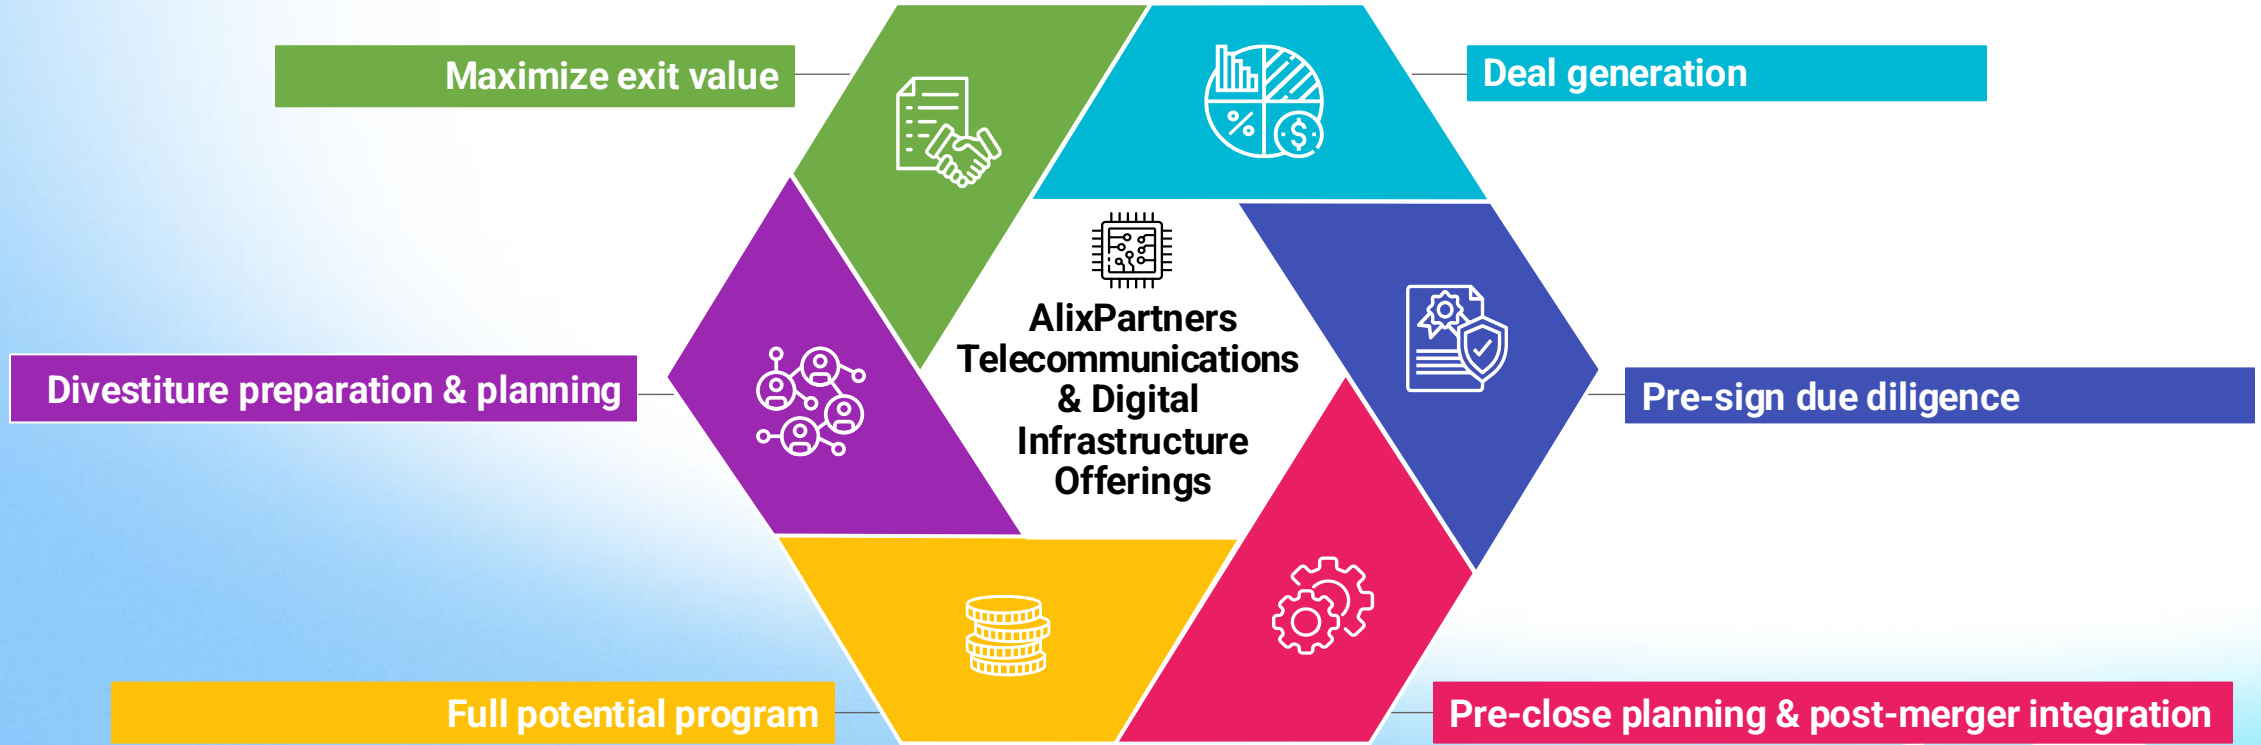 Maximize exit value
Deal generation
AlixPartners
Telecommunications
& Digital
Infrastructure
Offerings
Divestiture preparation & planning
Pre-sign due diligence
Full potential program
Pre-close planning & post-merger integration
%
$